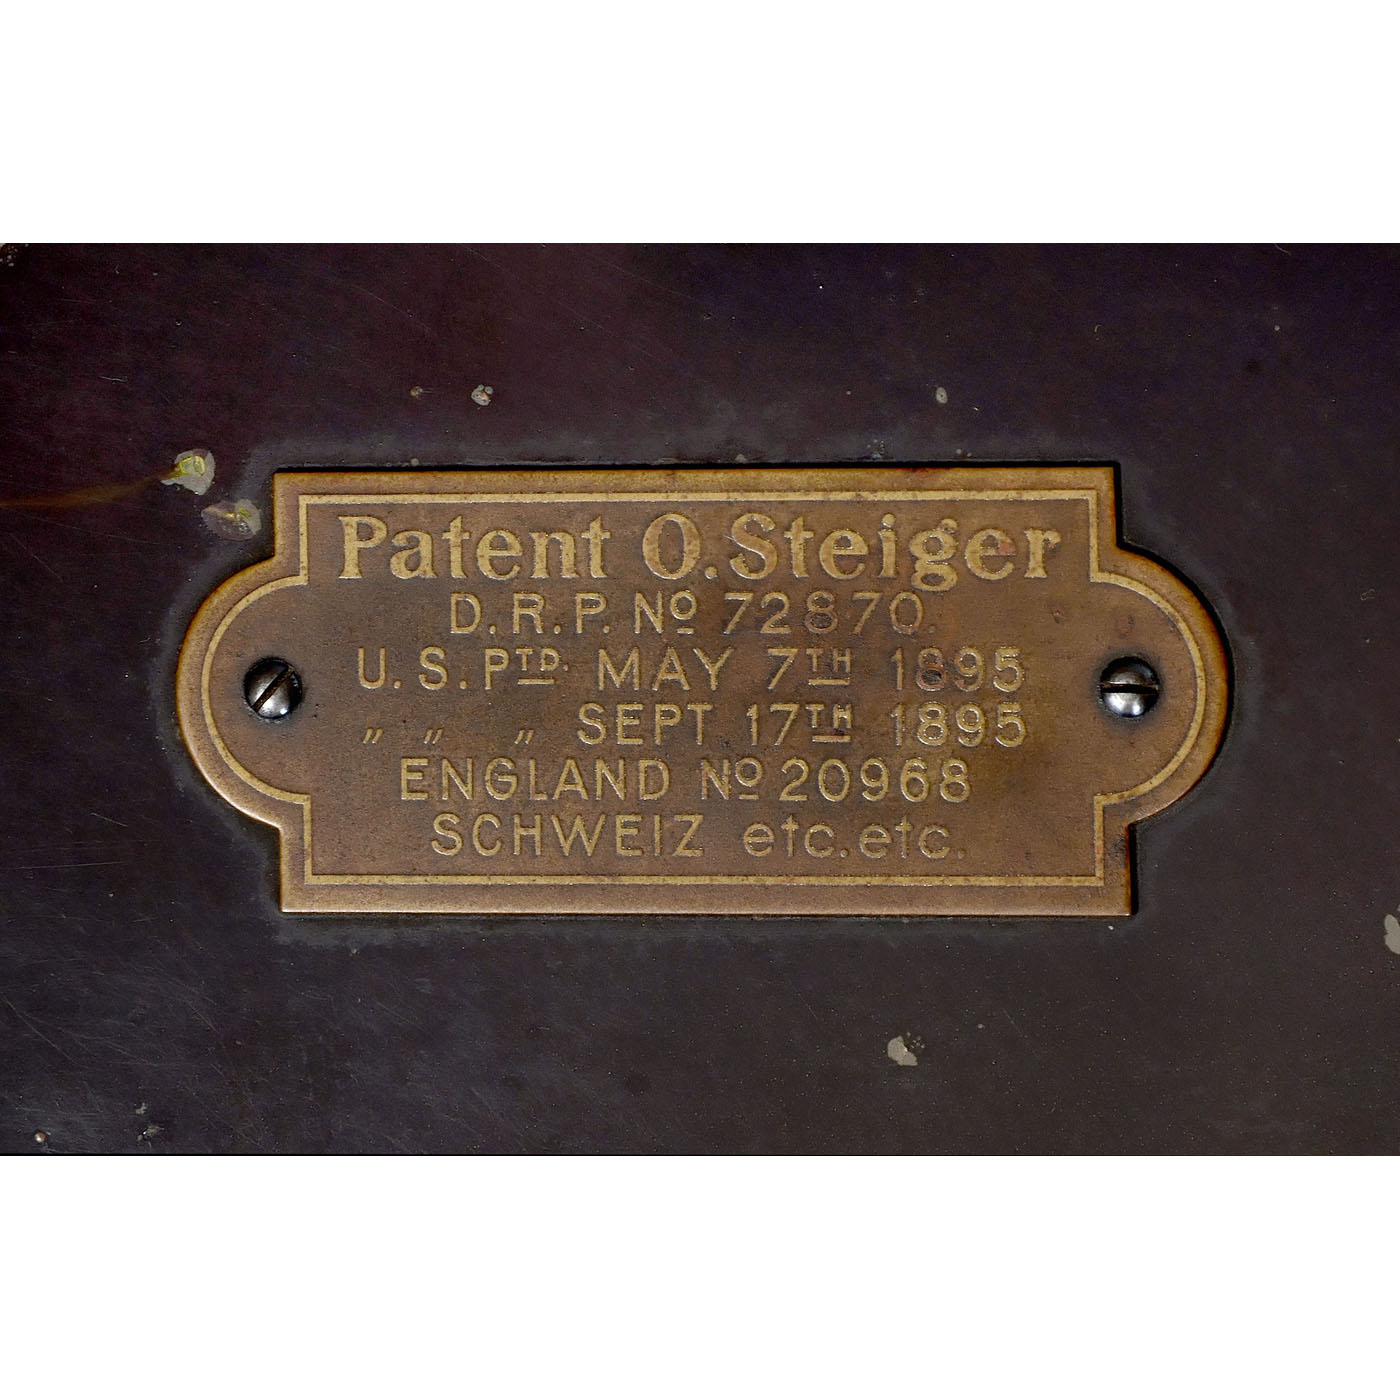 Patent O. Steiger
D.R.P. No 72870.
U.S. PTD. MAY 7TH 1895
„ „ „ SEPT 17TH 1895
ENGLAND No 20968
SCHWEIZ etc. etc.